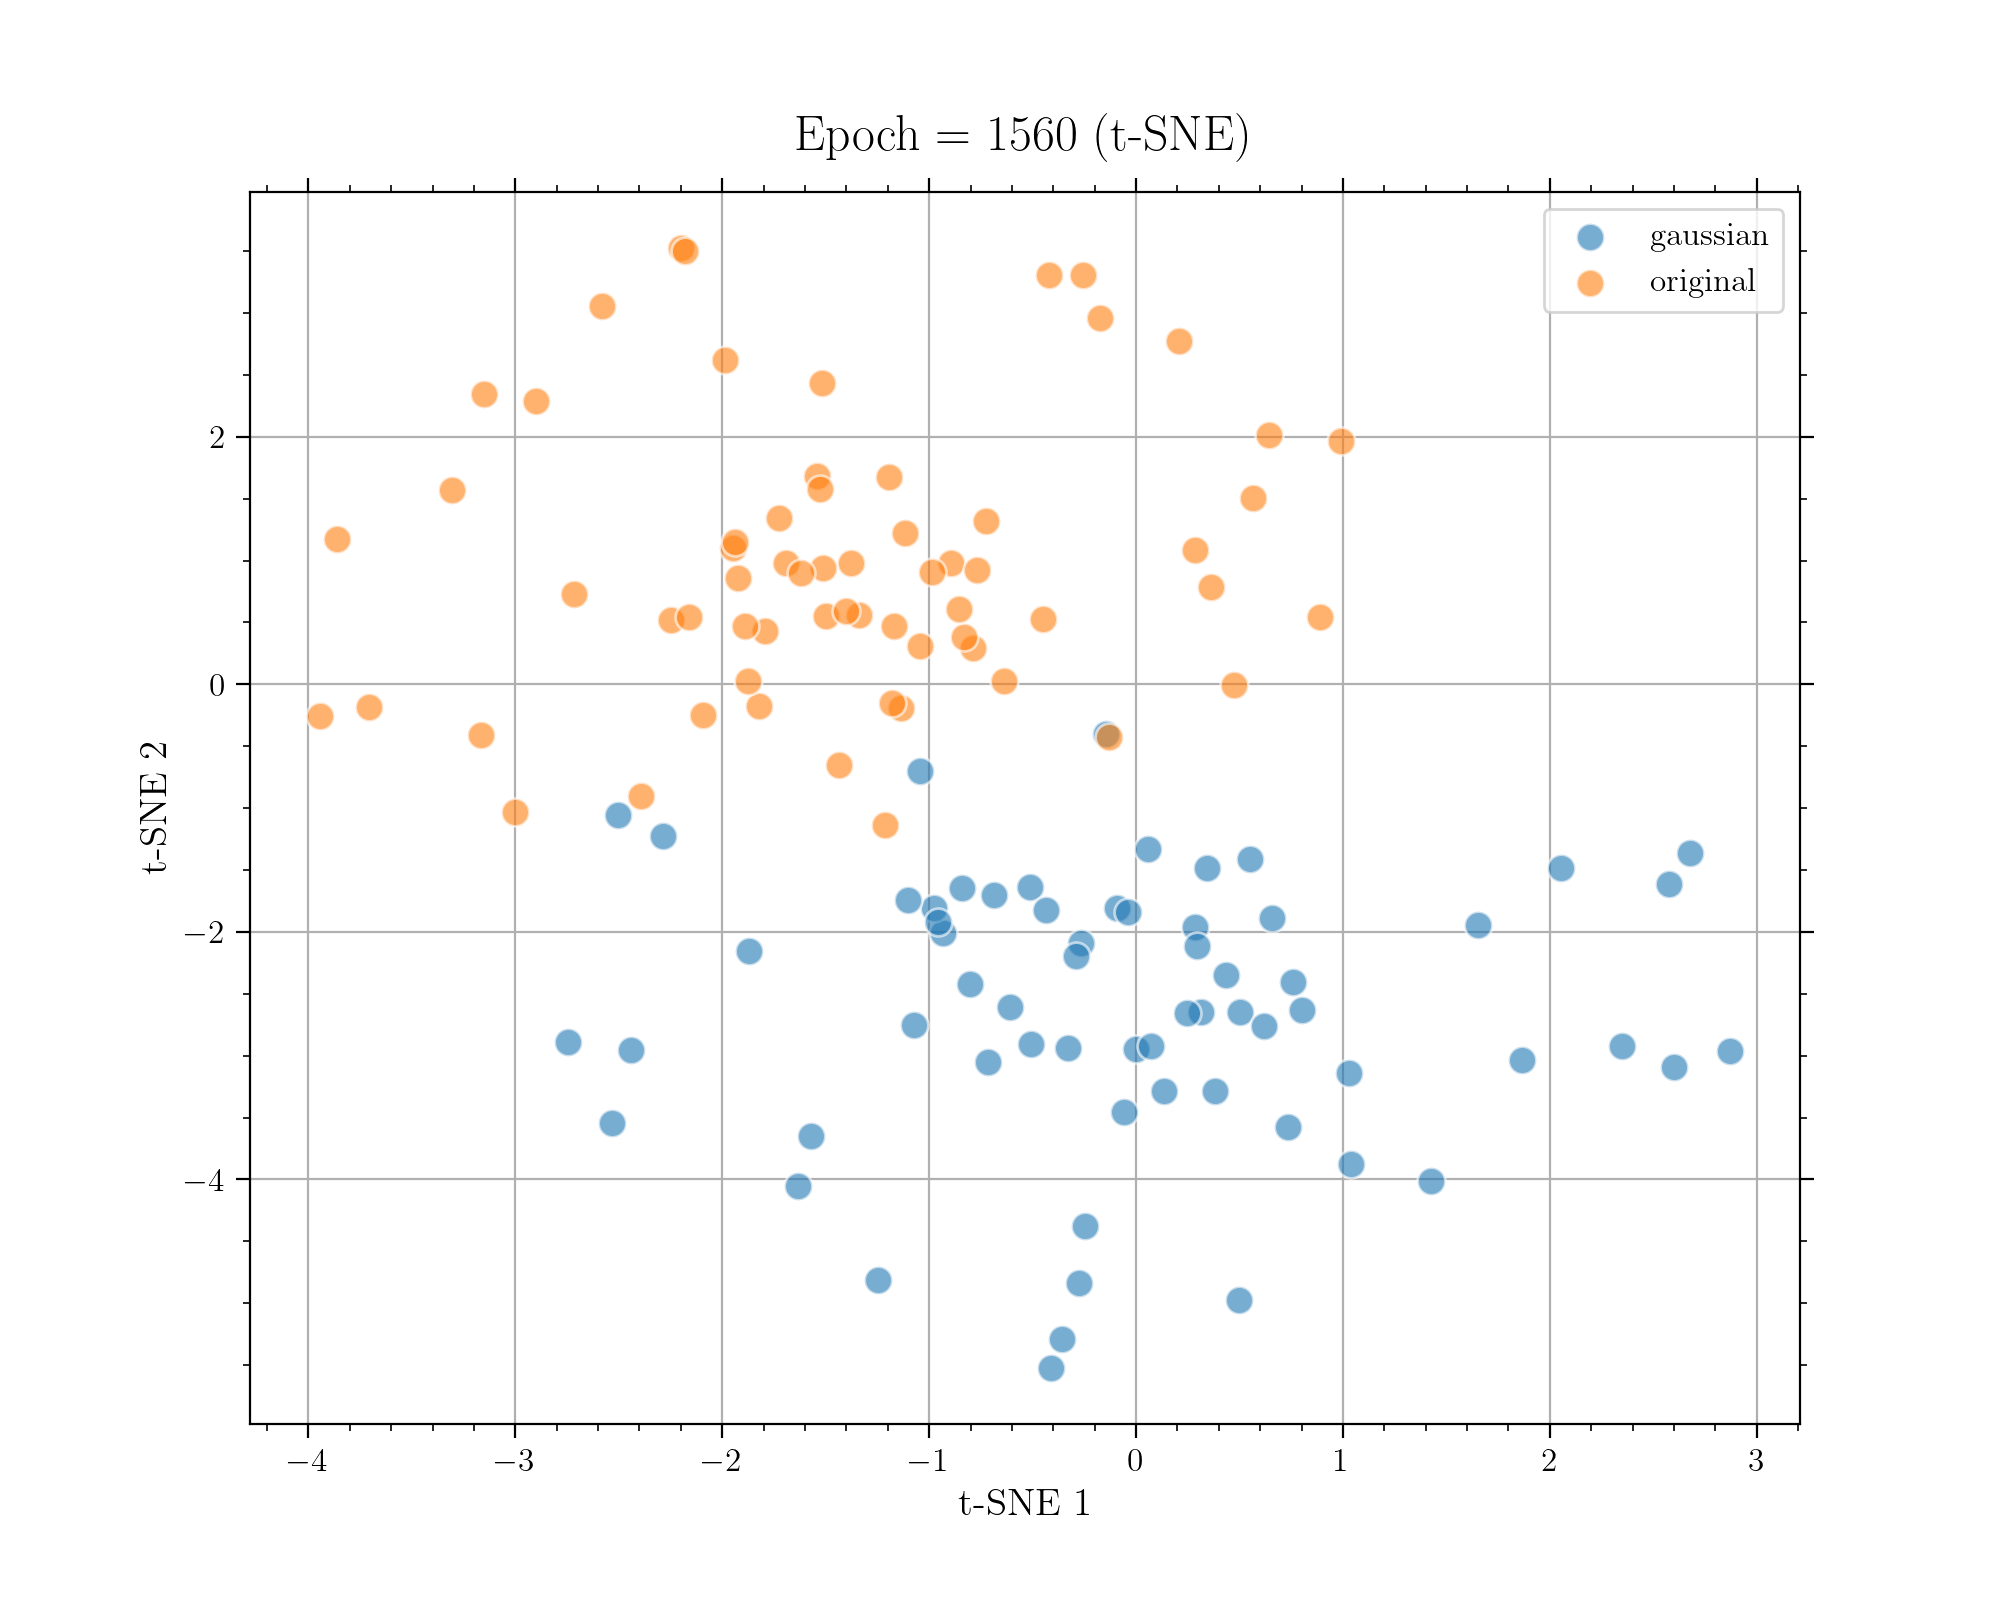 Epoch = 1560 (t-SNE)
gaussian
original
2
0
−2
−4
t-SNE 2
−4
−3
−2
−1
0
1
2
3
t-SNE 1